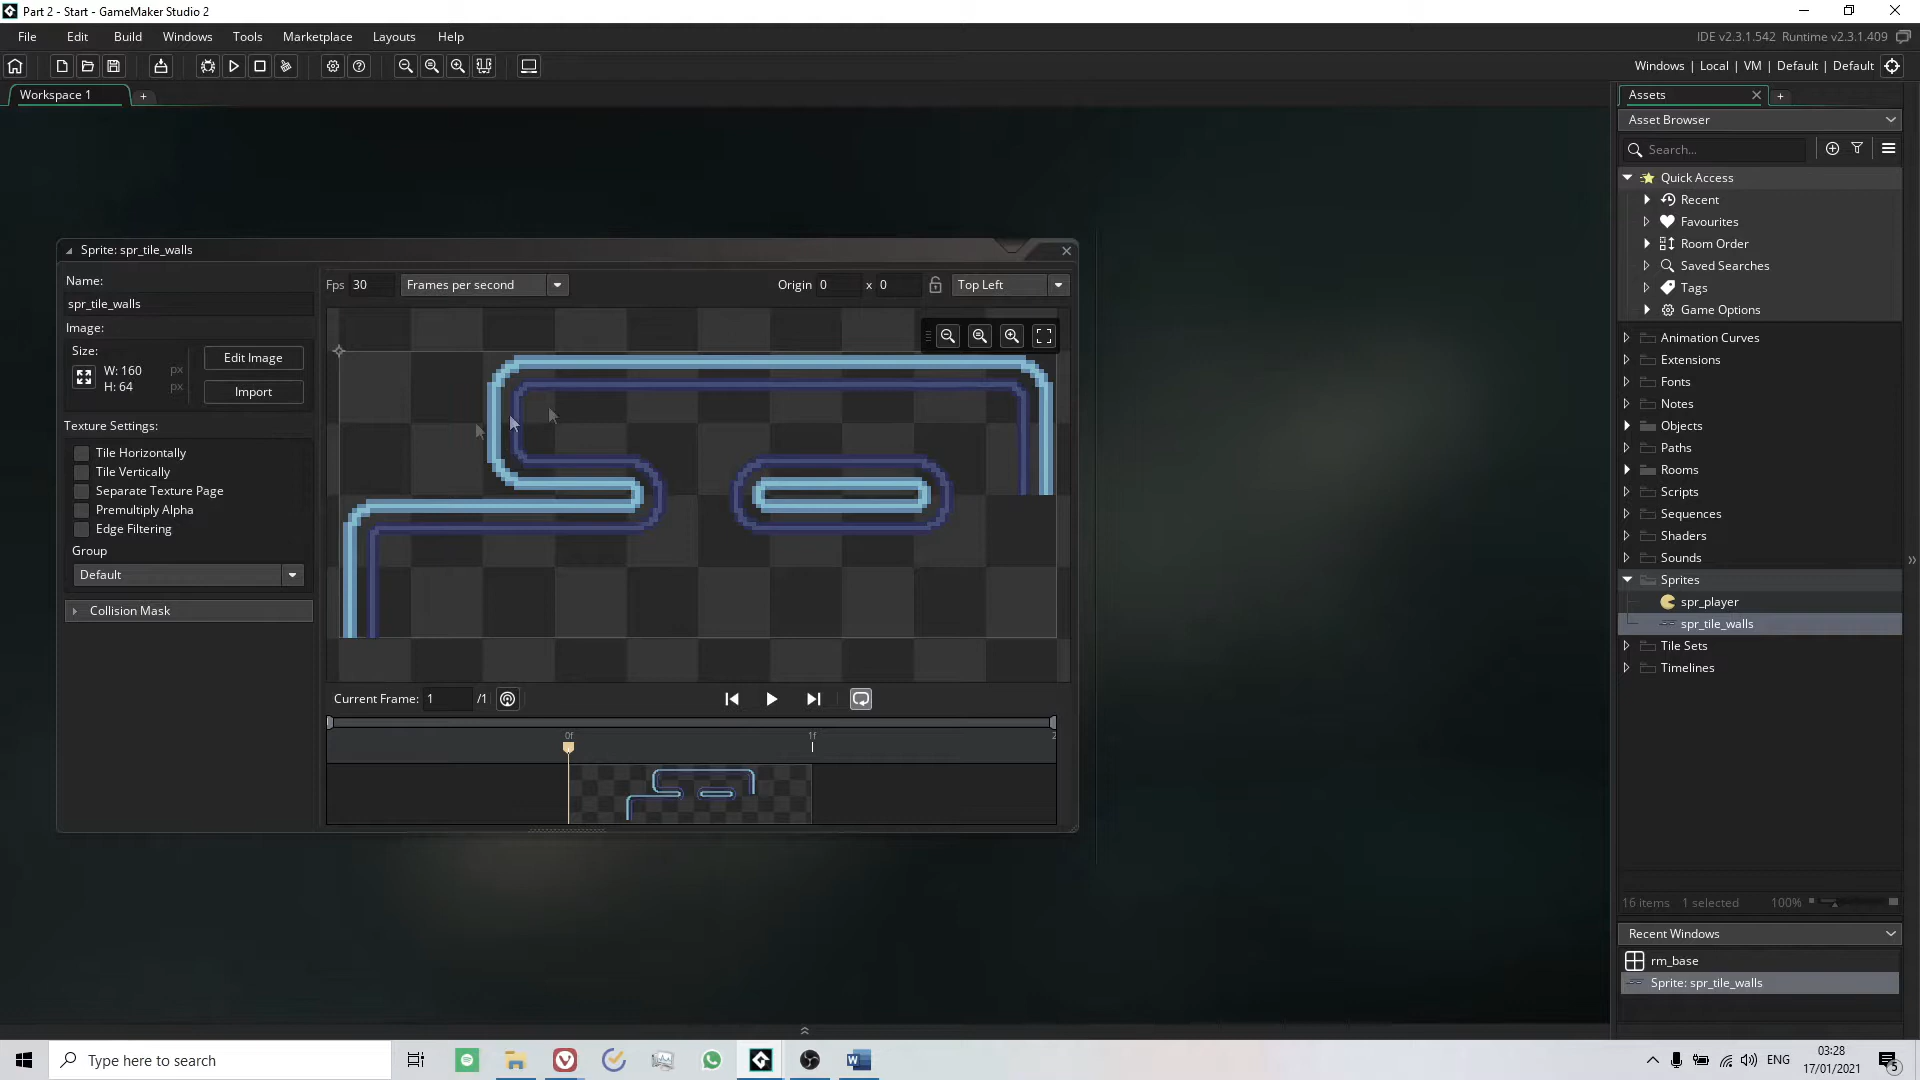 Part 2 - Start - GameMaker Studio 2
File Edit Build Windows Tools Marketplace Layouts Help
IDE v2.3.1.542 Runtime v2.3.1.409
Windows | Local | VM | Default | Default
Workspace 1 +
Assets +
Asset Browser
Search...
Quick Access
Recent
Favourites
Room Order
Saved Searches
Tags
Game Options
Animation Curves
Extensions
Fonts
Notes
Objects
Paths
Rooms
Scripts
Sequences
Shaders
Sounds
Sprites
spr_player
spr_tile_walls
Tile Sets
Timelines
16 items 1 selected 100%
Recent Windows
rm_base
Sprite: spr_tile_walls
Sprite: spr_tile_walls
Name:
spr_tile_walls
Image:
Size:
W: 160 px
H: 64 px
Edit Image
Import
Texture Settings:
Tile Horizontally
Tile Vertically
Separate Texture Page
Premultiply Alpha
Edge Filtering
Group
Default
Collision Mask
Fps 30 Frames per second Origin 0 x 0 Top Left
Current Frame: 1 /1
0f 1f 2
Type here to search
ENG
03:28
17/01/2021
5